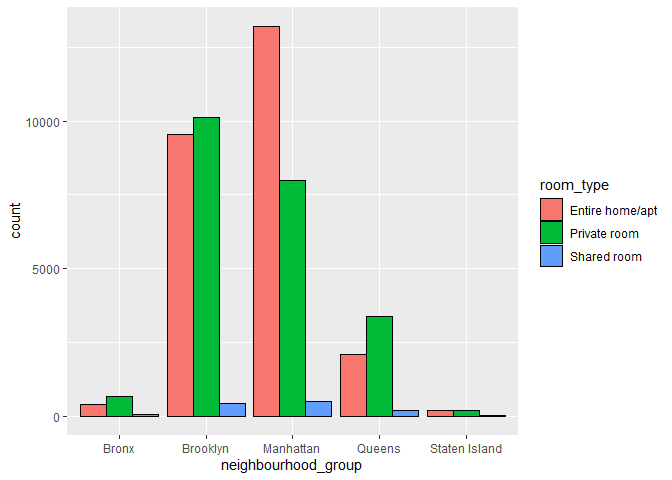 count
10000
5000
0
Bronx Brooklyn Manhattan Queens Staten Island
neighbourhood_group
room_type
Entire home/apt
Private room
Shared room